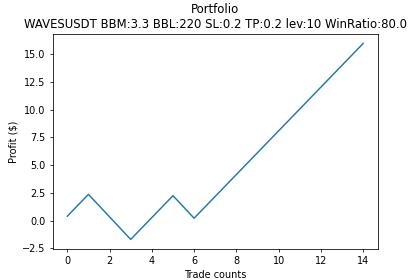 Portfolio
WAVESUSDT BBM:3.3 BBL:220 SL:0.2 TP:0.2 lev:10 WinRatio:80.0
15.0
12.5
10.0
7.5
5.0
2.5
0.0
−2.5
Profit ($)
0 2 4 6 8 10 12 14
Trade counts